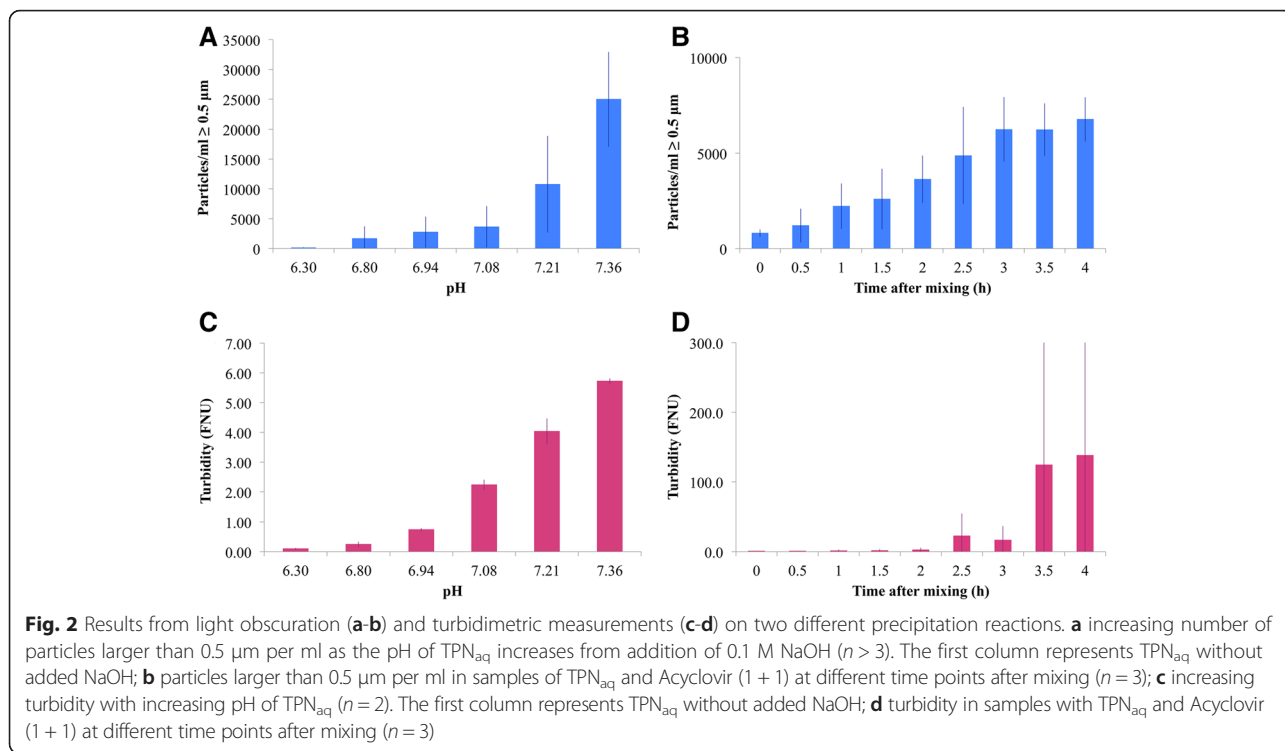 A
35000
30000
25000
20000
15000
10000
5000
0
Particles/ml ≥ 0.5 µm
6.30 6.80 6.94 7.08 7.21 7.36
pH
B
10000
5000
0
Particles/ml ≥ 0.5 µm
0 0.5 1 1.5 2 2.5 3 3.5 4
Time after mixing (h)
C
7.00
6.00
5.00
4.00
3.00
2.00
1.00
0.00
Turbidity (FNU)
6.30 6.80 6.94 7.08 7.21 7.36
pH
D
300.0
200.0
100.0
0.0
Turbidity (FNU)
0 0.5 1 1.5 2 2.5 3 3.5 4
Time after mixing (h)
Fig. 2 Results from light obscuration (a-b) and turbidimetric measurements (c-d) on two different precipitation reactions. a increasing number of
particles larger than 0.5 µm per ml as the pH of TPNaq increases from addition of 0.1 M NaOH (n > 3). The first column represents TPNaq without
added NaOH; b particles larger than 0.5 µm per ml in samples of TPNaq and Acyclovir (1 + 1) at different time points after mixing (n = 3); c increasing
turbidity with increasing pH of TPNaq (n = 2). The first column represents TPNaq without added NaOH; d turbidity in samples with TPNaq and Acyclovir
(1 + 1) at different time points after mixing (n = 3)